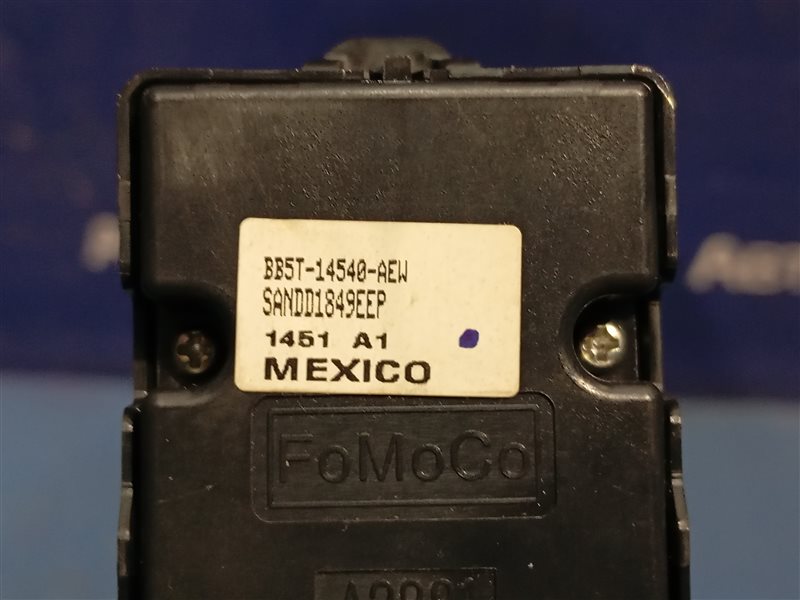 BB5T-14540-AEW
SANDD1849EEP
1451 A1
MEXICO
FoMoCo